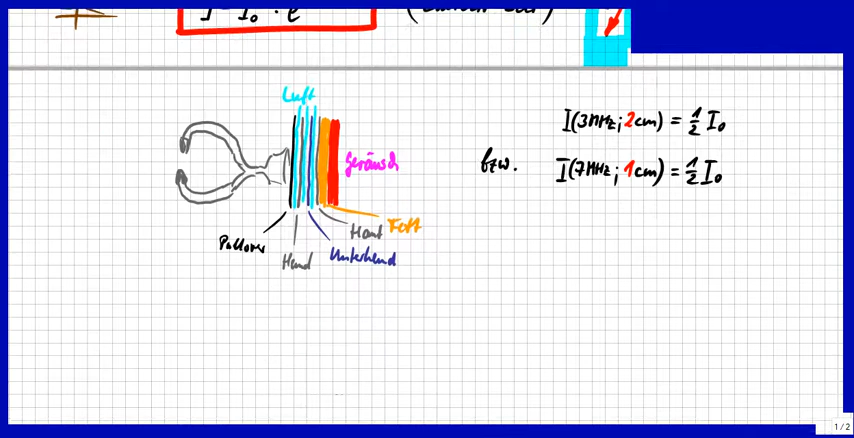 I = I₀ · e
Luft
I(3MHz; 2cm) = 1/2 I₀
Geräusch
bzw.
I(7MHz; 1cm) = 1/2 I₀
Haut Fett
Pullover
Hemd
Unterhemd
1 / 2